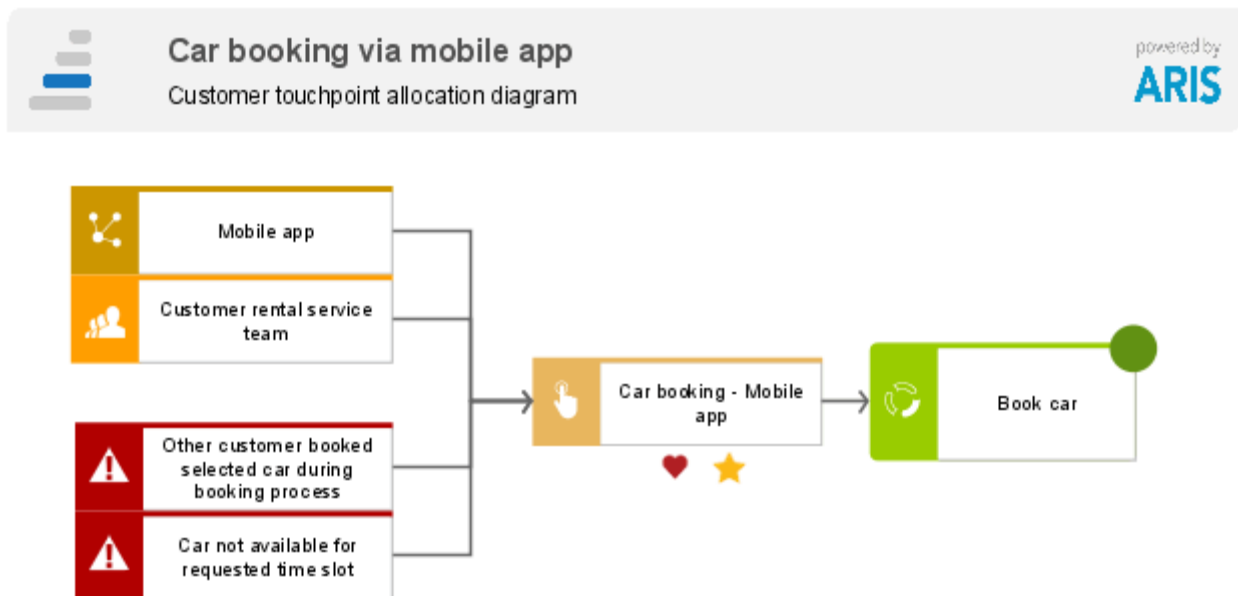 Car booking via mobile app
Customer touchpoint allocation diagram
powered by
ARIS
Mobile app
Customer rental service
team
Other customer booked
selected car during
booking process
Car not available for
requested time slot
Car booking - Mobile
app
Book car